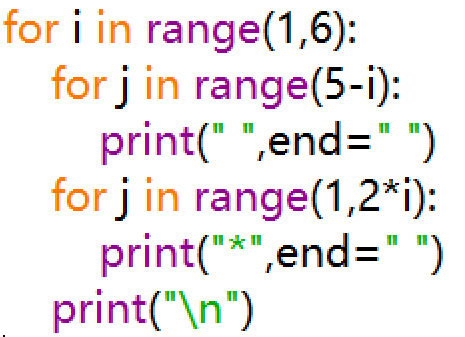 for i in range(1,6):
    for j in range(5-i):
        print(" ",end=" ")
    for j in range(1,2*i):
        print("*",end=" ")
    print("\n")